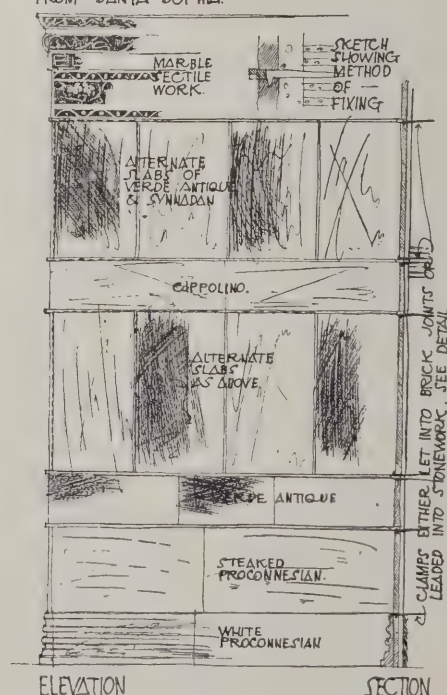 FROM SANTA SOPHIA.
MARBLE
SECTILE
WORK.
SKETCH
SHOWING
METHOD
OF —
FIXING
ALTERNATE
SLABS OF
VERDE ANTIQUE
& SYNNADAN
CIPPOLINO.
ALTERNATE
SLABS
AS ABOVE.
VERDE ANTIQUE
STEAKED
PROCONNESIAN.
WHITE
PROCONNESIAN
CLAMPS EITHER LET INTO BRICK JOINTS OR
LEADED INTO STONEWORK. SEE DETAIL
ELEVATION
SECTION